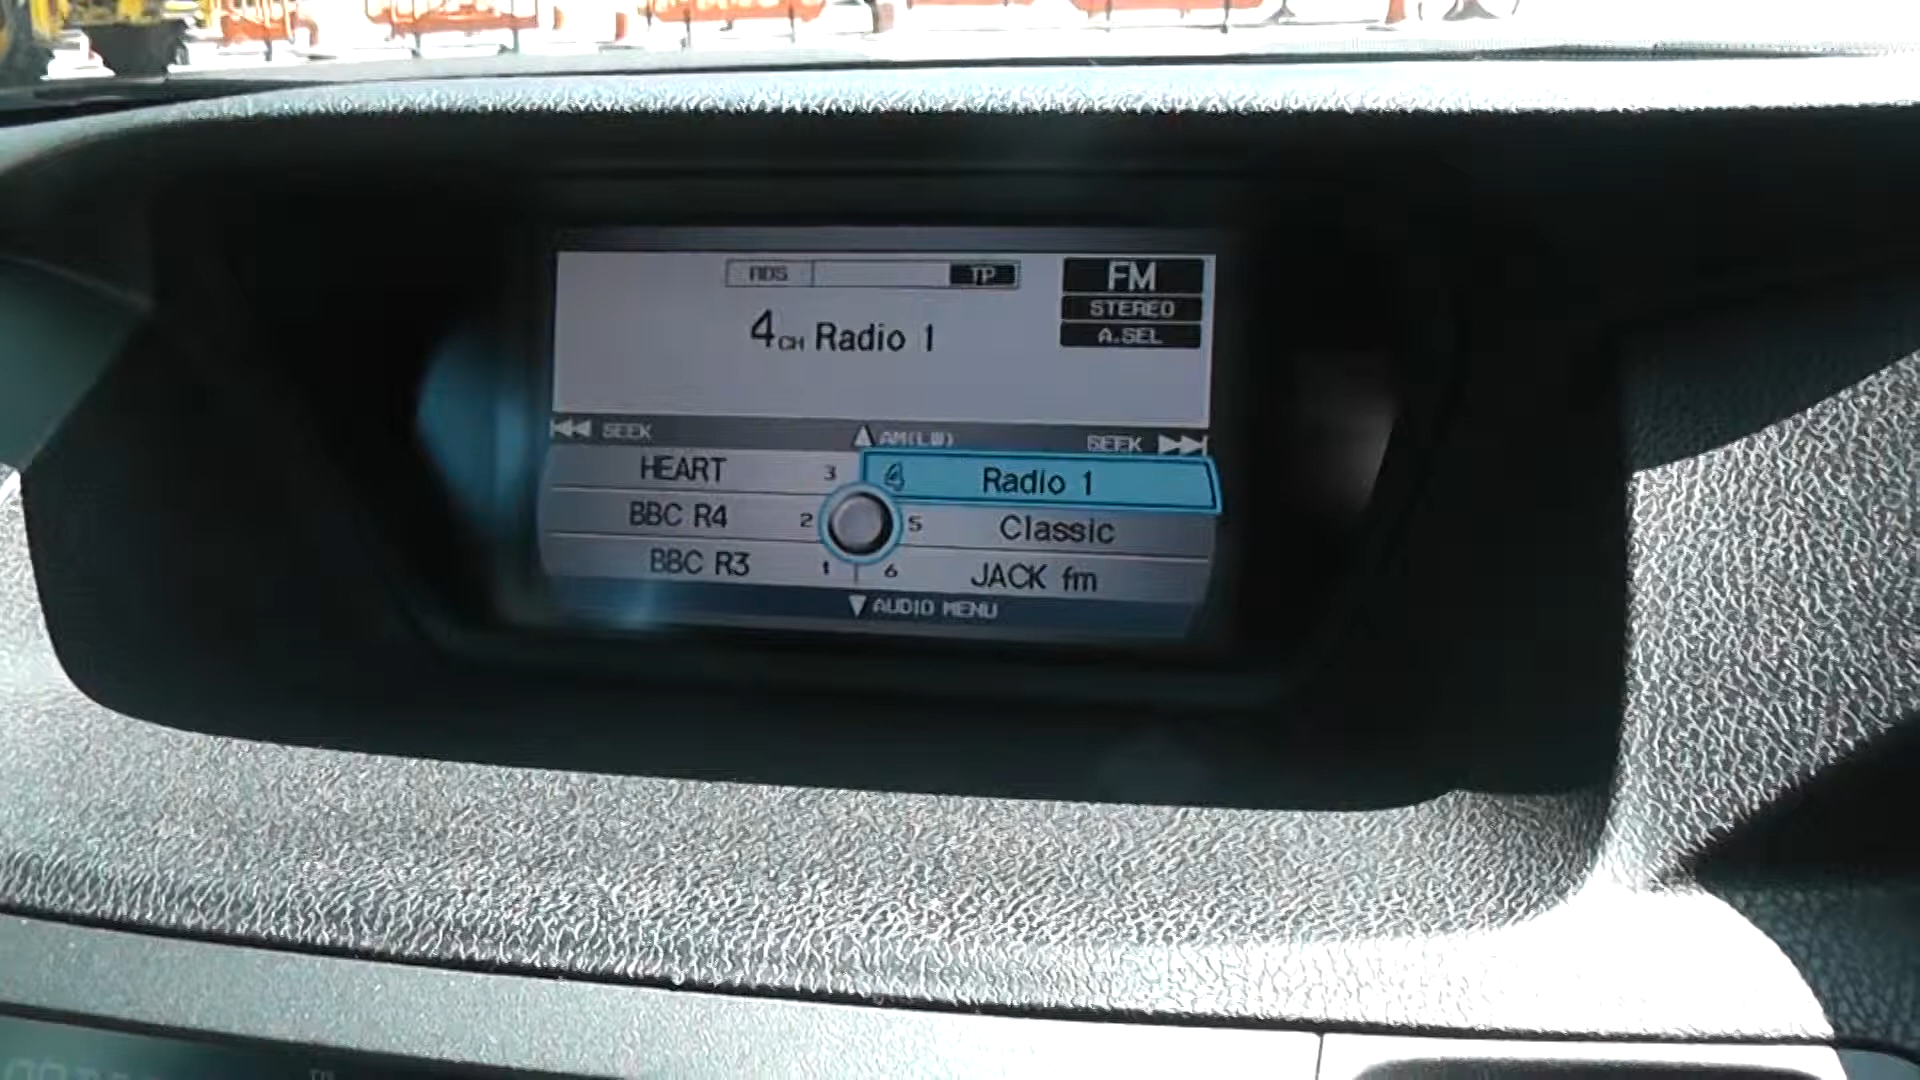 RDS TP FM
STEREO
4CH Radio 1 A.SEL
SEEK AM(LW) SEEK
HEART 3 4 Radio 1
BBC R4 2 5 Classic
BBC R3 1 6 JACK fm
AUDIO MENU